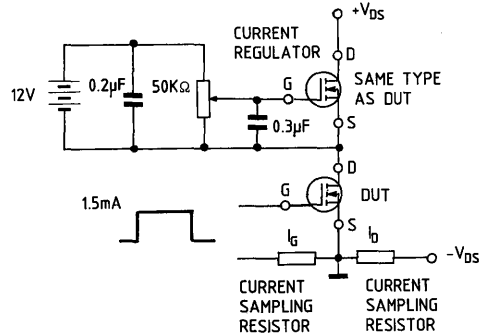 +VDS
CURRENT
REGULATOR
D
G
SAME TYPE
AS DUT
12V
0.2µF
50KΩ
0.3µF
S
D
1.5mA
G
DUT
S
IG
ID
-VDS
CURRENT
SAMPLING
RESISTOR
CURRENT
SAMPLING
RESISTOR